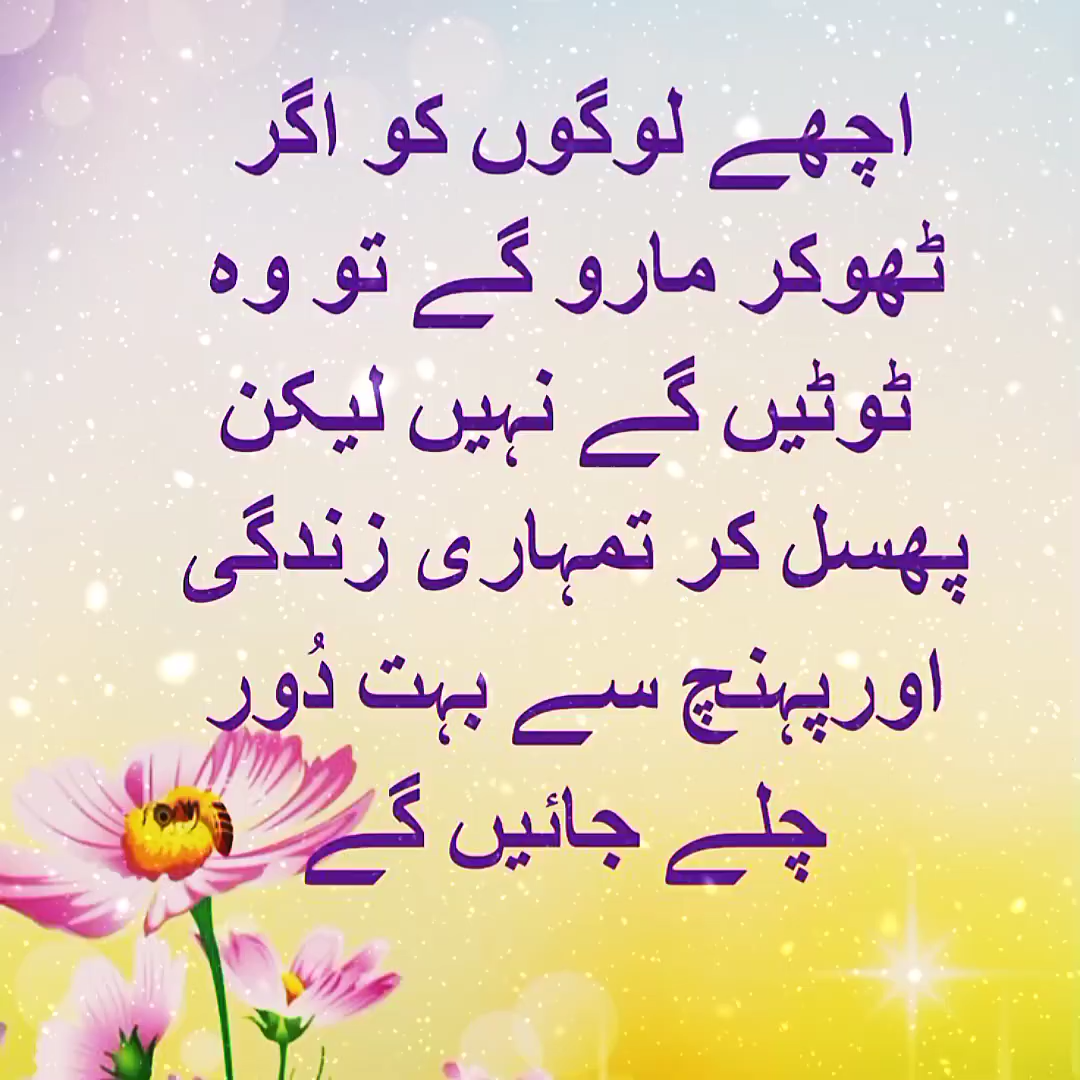 اچھے لوگوں کو اگر
ٹھوکر مارو گے تو وہ
ٹوٹیں گے نہیں لیکن
پھسل کر تمہاری زندگی
اورپہنچ سے بہت دُور
چلے جائیں گے